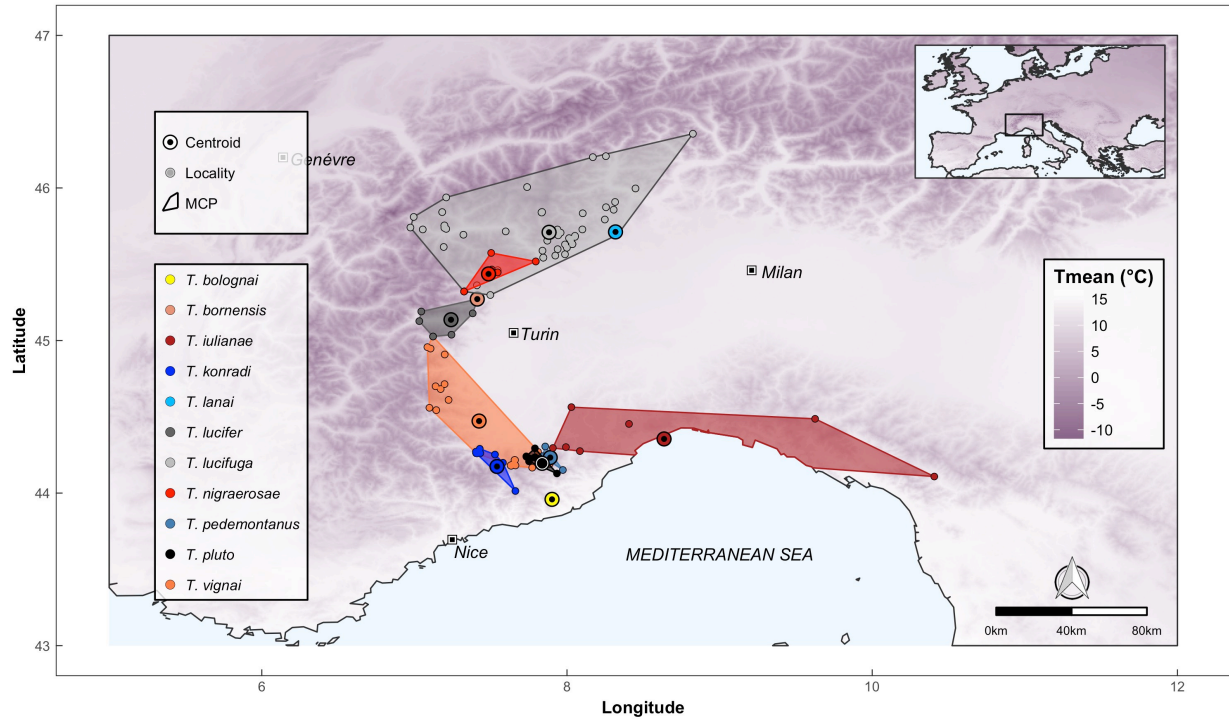 47
46
45
44
43
Latitude
Centroid
Locality
MCP
Genévre
T. bolognai
T. bornensis
T. iulianae
T. konradi
T. lanai
T. lucifer
T. lucifuga
T. nigraerosae
T. pedemontanus
T. pluto
T. vignai
Milan
Turin
Nice
MEDITERRANEAN SEA
Tmean (°C)
15
10
5
0
-5
-10
0km 40km 80km
6 8 10 12
Longitude